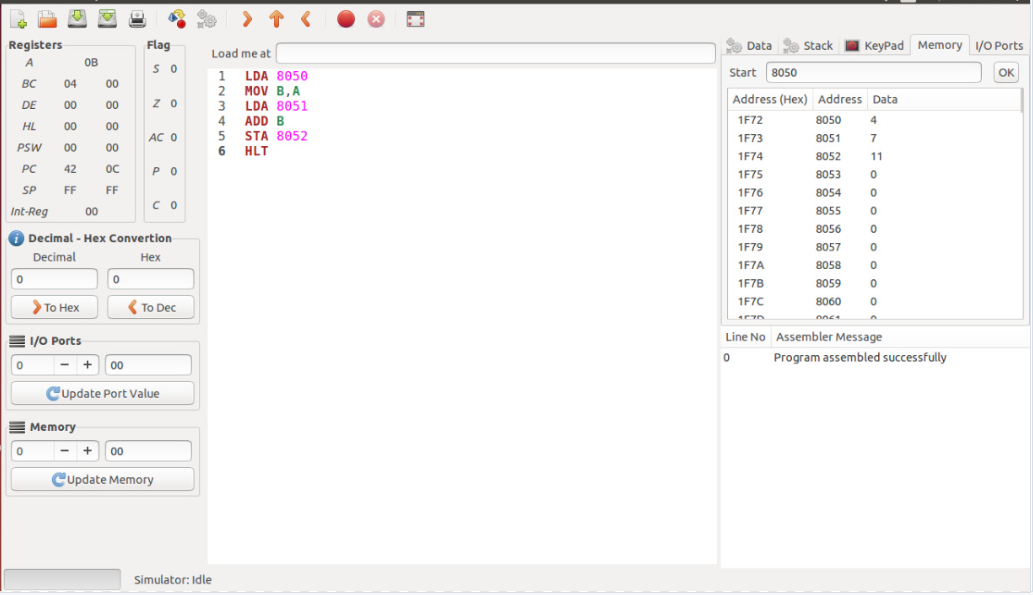 Registers
A 0B
BC 04 00
DE 00 00
HL 00 00
PSW 00 00
PC 42 0C
SP FF FF
Int-Reg 00
Flag
S 0
Z 0
AC 0
P 0
C 0
Decimal - Hex Convertion
Decimal Hex
0 0
To Hex To Dec
I/O Ports
0 − + 00
Update Port Value
Memory
0 − + 00
Update Memory
Load me at
1 LDA 8050
2 MOV B,A
3 LDA 8051
4 ADD B
5 STA 8052
6 HLT
Data Stack KeyPad Memory I/O Ports
Start 8050 OK
Address (Hex) Address Data
1F72 8050 4
1F73 8051 7
1F74 8052 11
1F75 8053 0
1F76 8054 0
1F77 8055 0
1F78 8056 0
1F79 8057 0
1F7A 8058 0
1F7B 8059 0
1F7C 8060 0
1F7D 8061 0
Line No Assembler Message
0 Program assembled successfully
Simulator: Idle